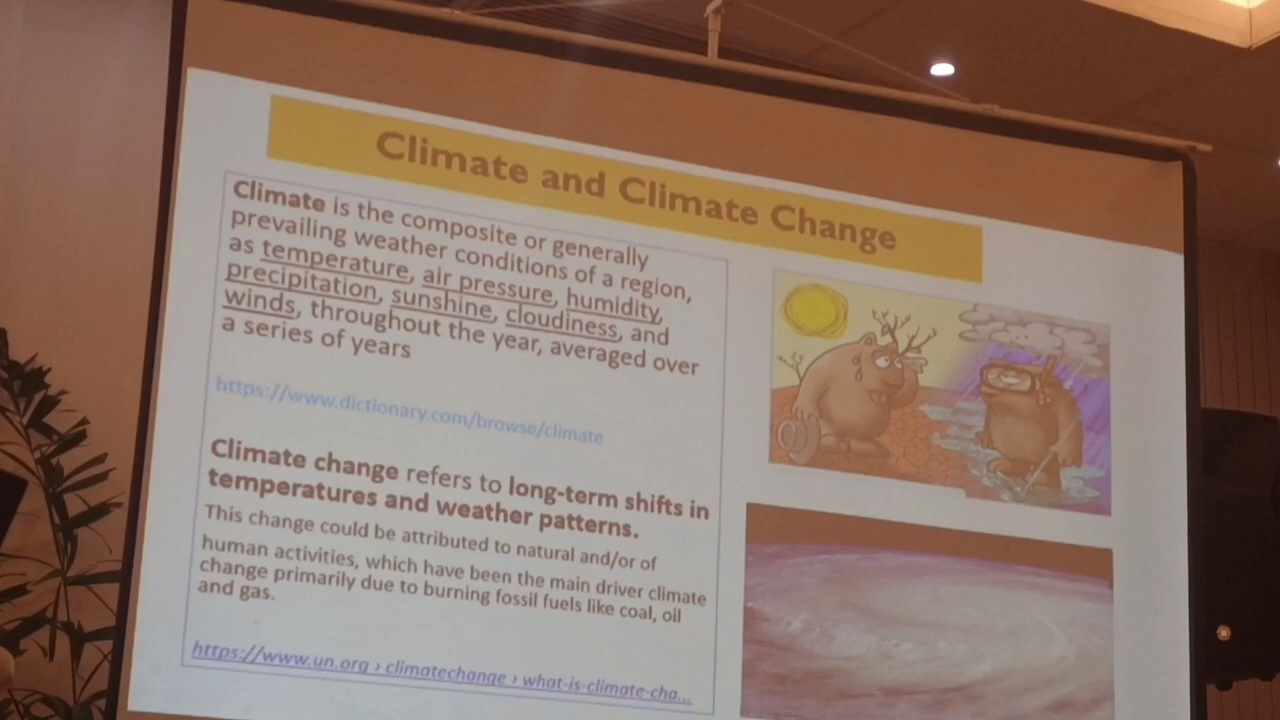 Climate and Climate Change
Climate is the composite or generally
prevailing weather conditions of a region,
as temperature, air pressure, humidity,
precipitation, sunshine, cloudiness, and
winds, throughout the year, averaged over
a series of years
https://www.dictionary.com/browse/climate
Climate change refers to long-term shifts in
temperatures and weather patterns.
This change could be attributed to natural and/or of
human activities, which have been the main driver climate
change primarily due to burning fossil fuels like coal, oil
and gas.
https://www.un.org › climatechange › what-is-climate-cha...